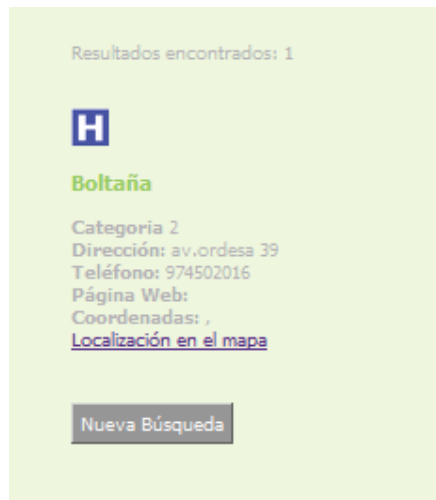 Resultados encontrados: 1
H
Boltaña
Categoria 2
Dirección: av.ordesa 39
Teléfono: 974502016
Página Web:
Coordenadas: ,
Localización en el mapa
Nueva Búsqueda